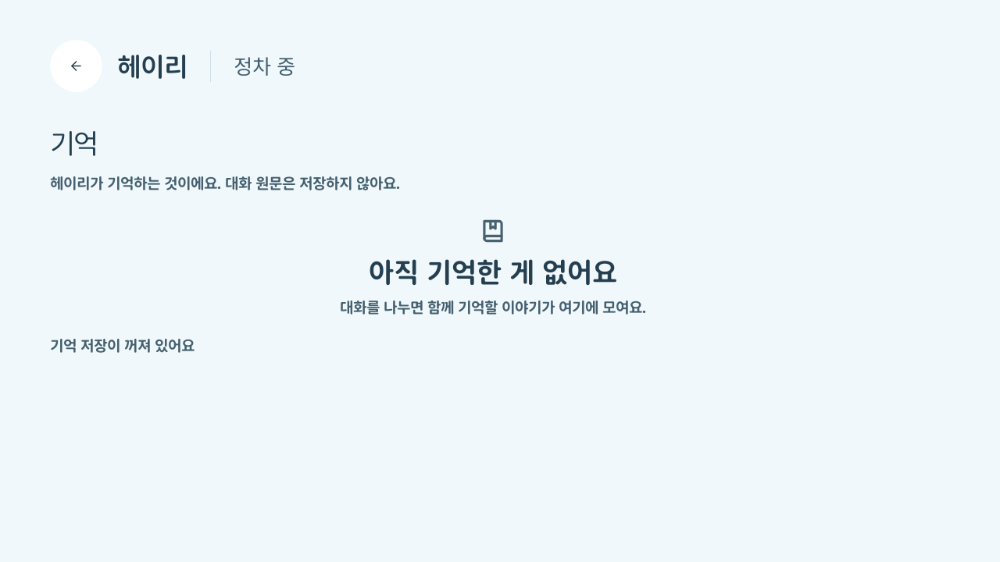 헤이리
정차 중
기억
헤이리가 기억하는 것이에요. 대화 원문은 저장하지 않아요.
아직 기억한 게 없어요
대화를 나누면 함께 기억할 이야기가 여기에 모여요.
기억 저장이 꺼져 있어요